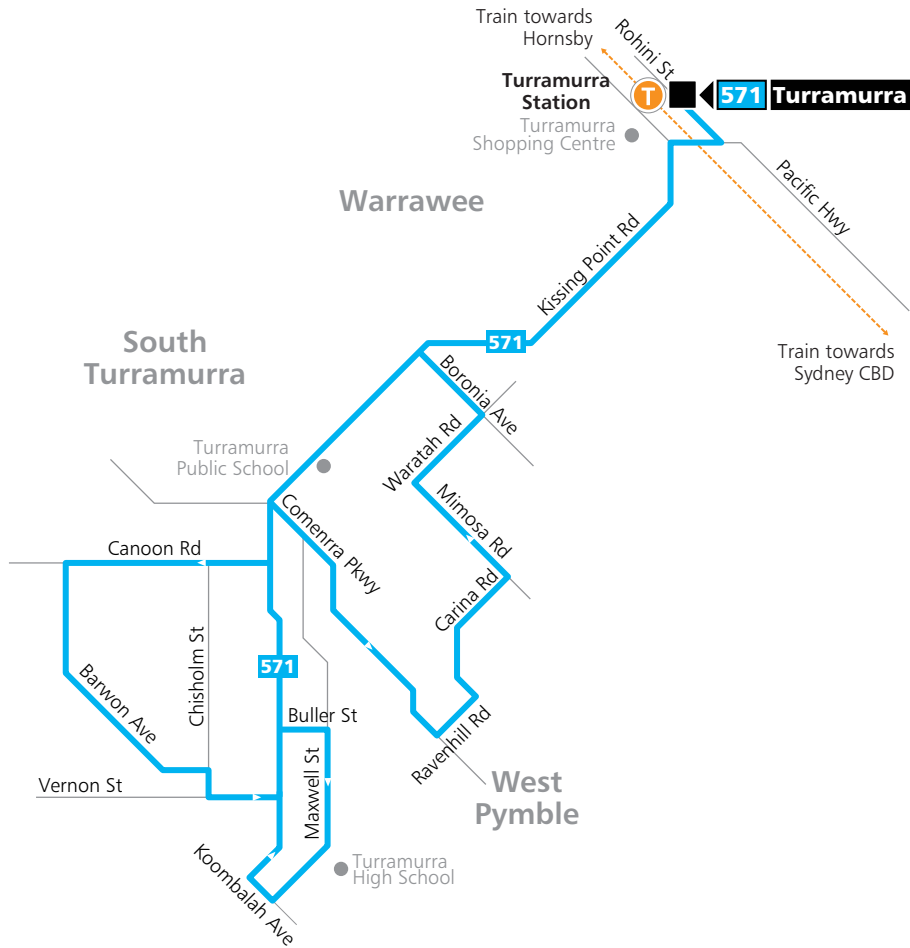 Train towards
Hornsby
Rohini St
Turramurra
Station
T
571 Turramurra
Turramurra
Shopping Centre
Pacific Hwy
Warrawee
Kissing Point Rd
571
Train towards
Sydney CBD
South
Turramurra
Boronia Ave
Waratah Rd
Turramurra
Public School
Mimosa Rd
Comenrra Pkwy
Canoon Rd
Carina Rd
Chisholm St
571
Barwon Ave
Buller St
Ravenhill Rd
Maxwell St
West
Pymble
Vernon St
Turramurra
High School
Koombalah Ave